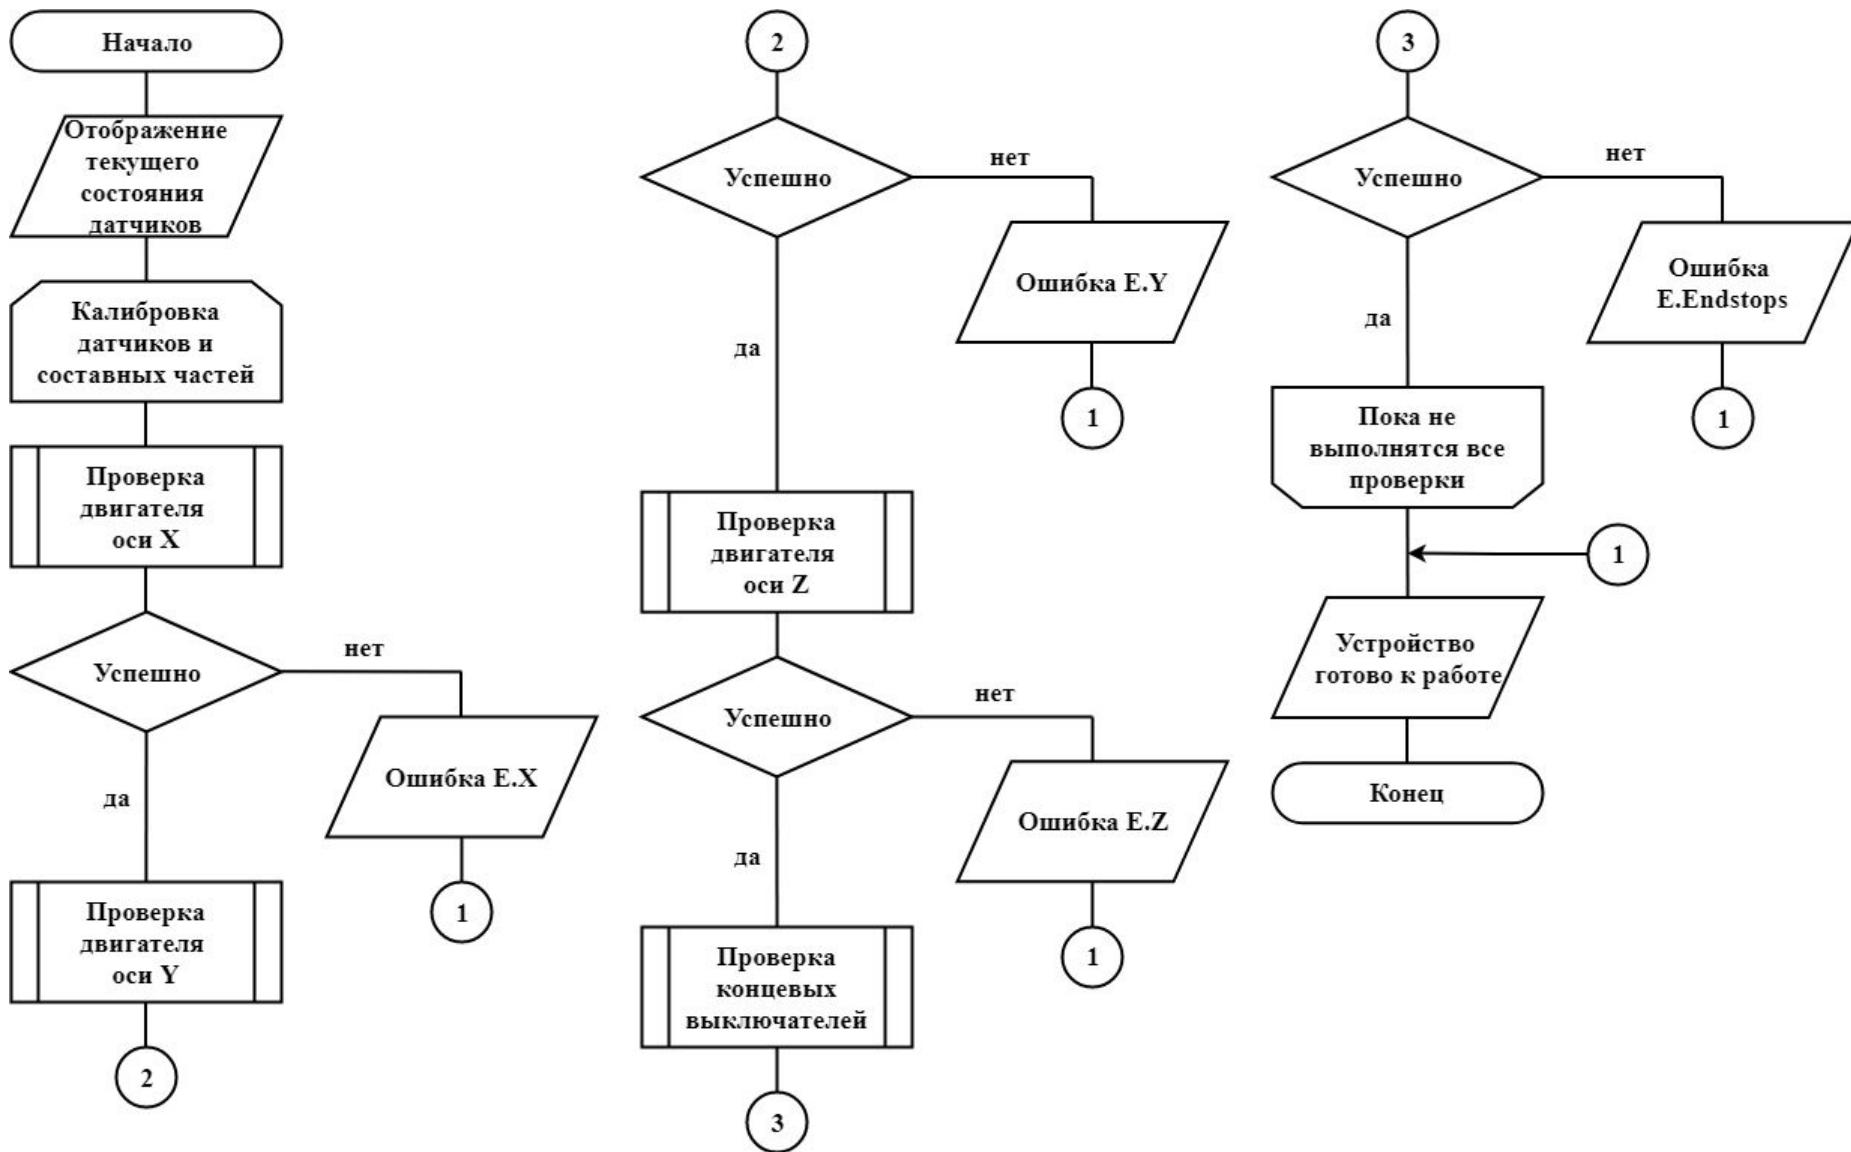 Начало
Отображение
текущего
состояния
датчиков
Калибровка
датчиков и
составных частей
Проверка
двигателя
оси X
Успешно
нет
Ошибка E.X
1
да
Проверка
двигателя
оси Y
2
2
Успешно
нет
Ошибка E.Y
1
да
Проверка
двигателя
оси Z
Успешно
нет
Ошибка E.Z
1
да
Проверка
концевых
выключателей
3
3
Успешно
нет
Ошибка
E.Endstops
1
да
Пока не
выполнятся все
проверки
1
Устройство
готово к работе
Конец